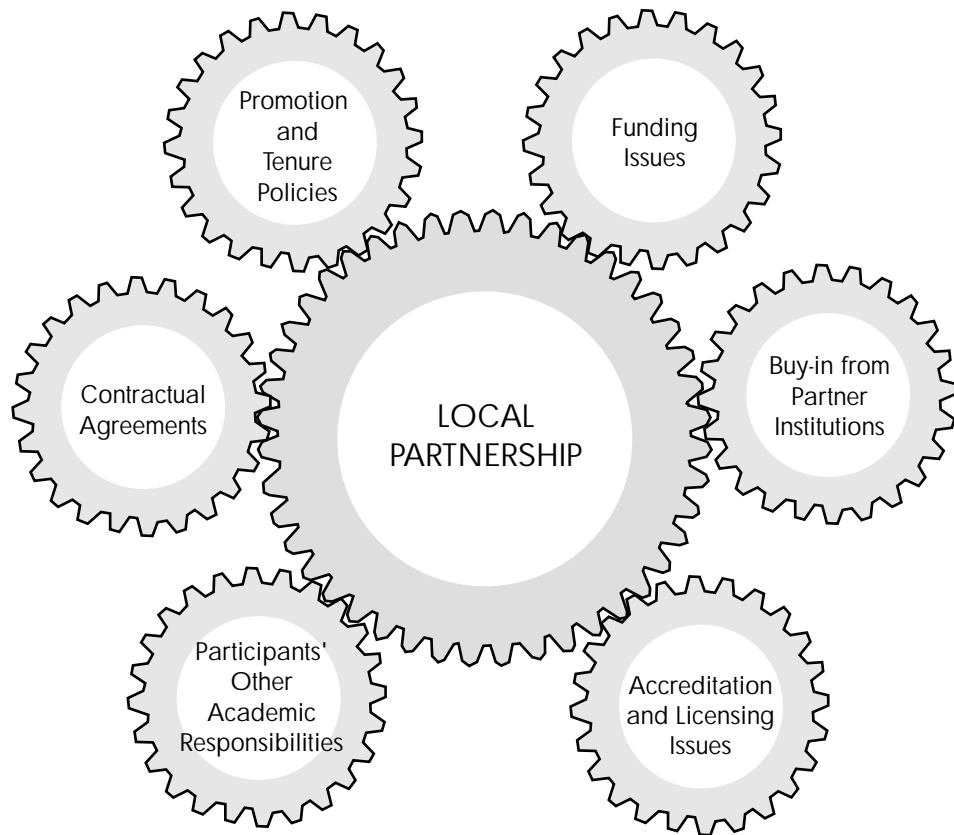 Promotion
and
Tenure
Policies
Funding
Issues
Contractual
Agreements
LOCAL
PARTNERSHIP
Buy-in from
Partner
Institutions
Participants'
Other
Academic
Responsibilities
Accreditation
and Licensing
Issues